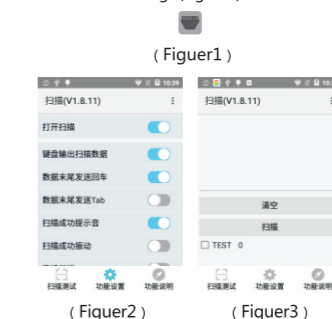 (Figuer1)
10:39
扫描(V1.8.11)
打开扫描
键盘输出扫描数据
数据末尾发送回车
数据末尾发送Tab
扫描成功提示音
扫描成功振动
扫描测试 功能设置 功能说明
(Figuer2)
扫描(V1.8.11)
清空
扫描
TEST 0
扫描测试 功能设置 功能说明
(Figuer3)